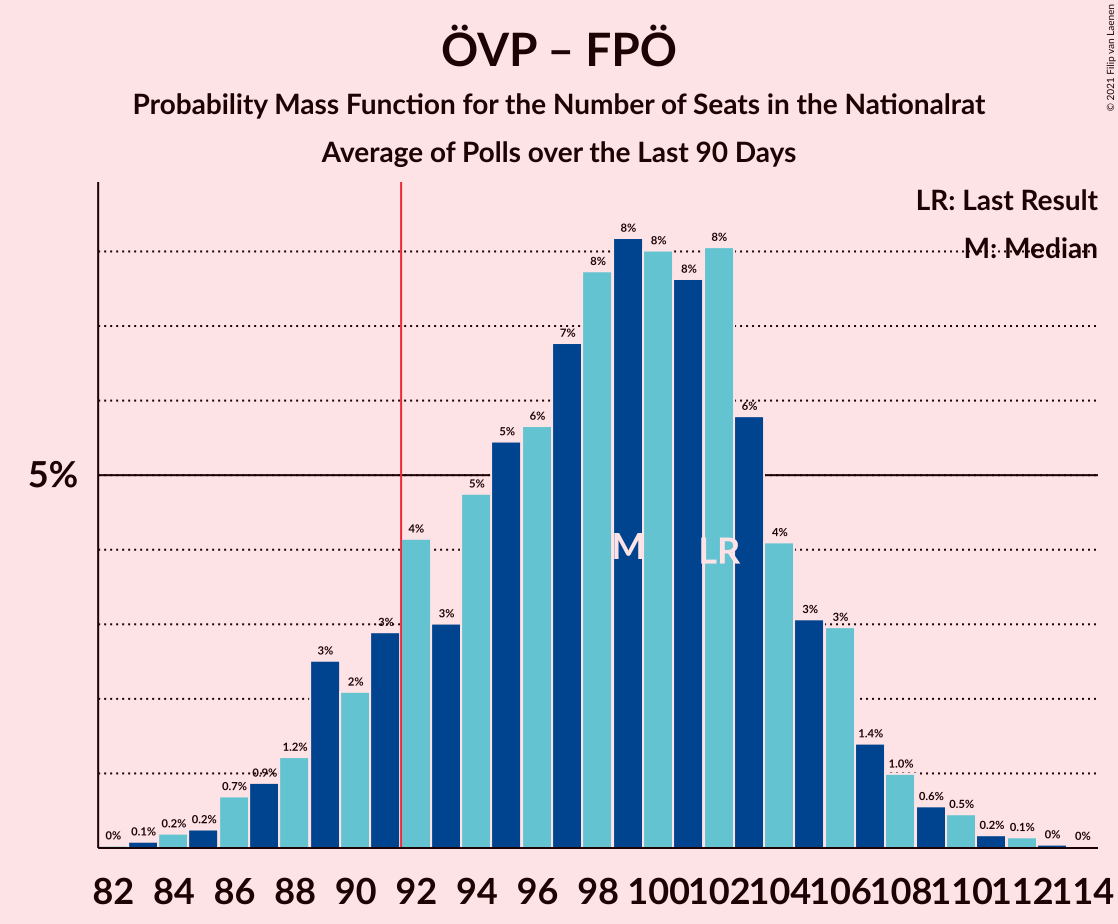 ÖVP – FPÖ
Probability Mass Function for the Number of Seats in the Nationalrat
Average of Polls over the Last 90 Days
© 2021 Filip van Laenen
LR: Last Result
M: Median
5%
0% 0.1% 0.2% 0.2% 0.7% 0.9% 1.2% 3% 2% 3% 4% 3% 5% 5% 6% 7% 8% 8% 8% 8% 8% 6% 4% 3% 3% 1.4% 1.0% 0.6% 0.5% 0.2% 0.1% 0% 0%
M LR
82 84 86 88 90 92 94 96 98 100 102 104 106 108 110 112 114